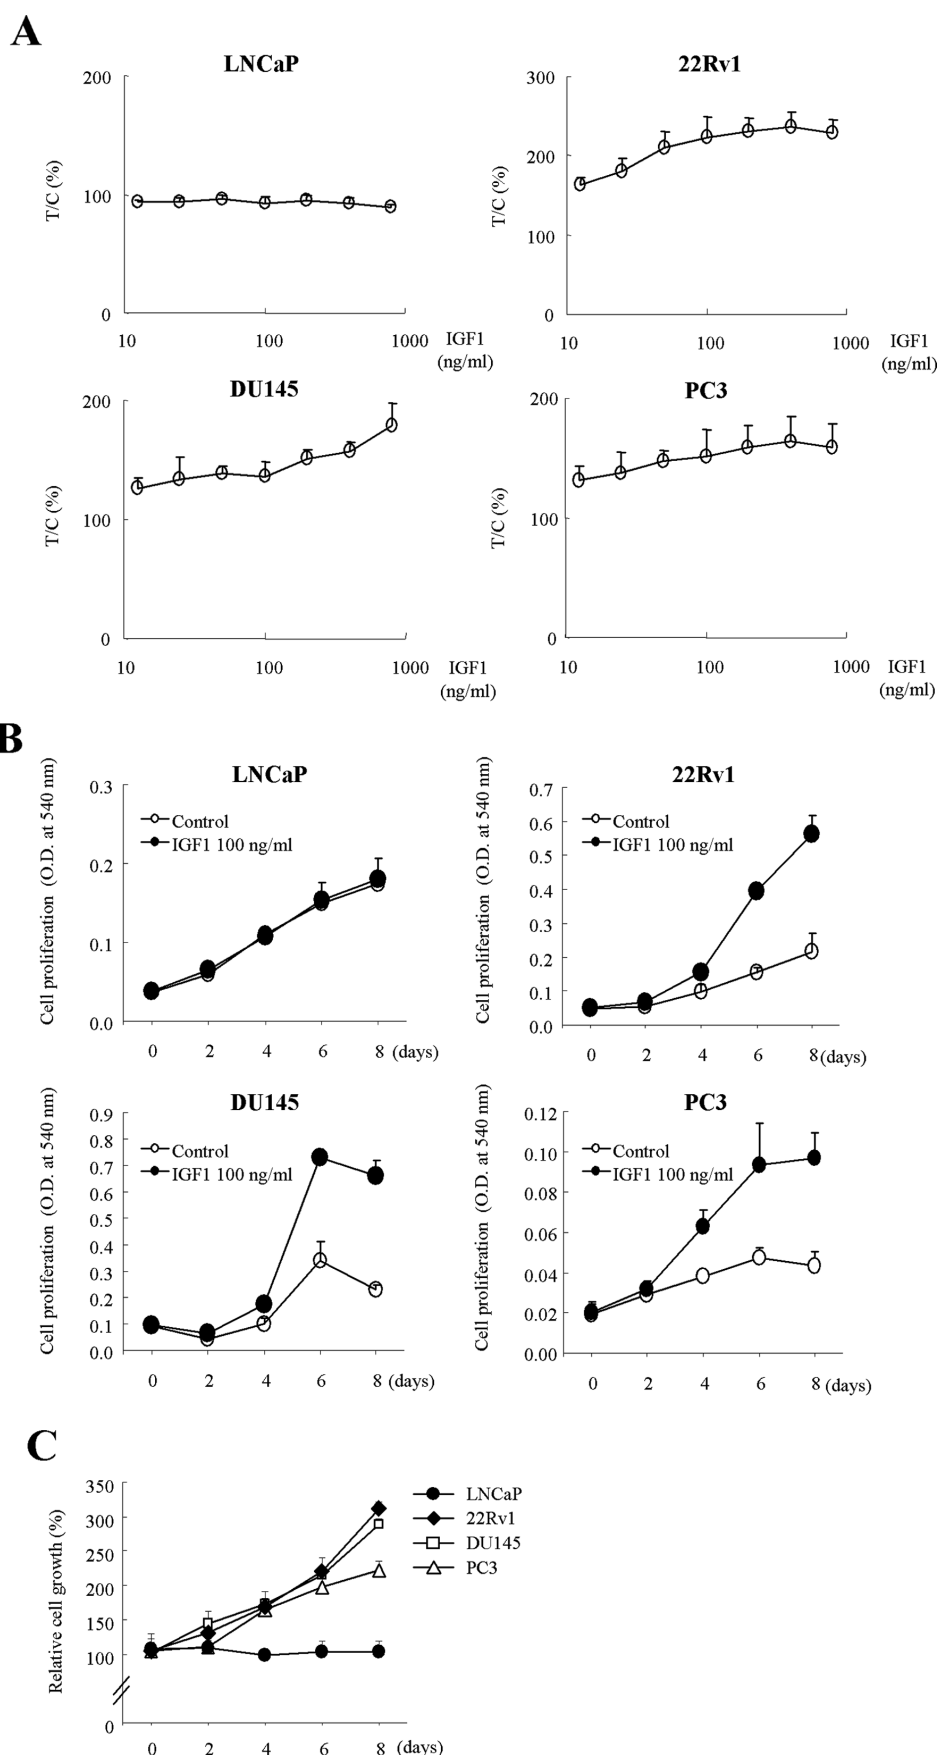 A
LNCaP
200
100
0
T/C (%)
10 100 1000 IGF1
(ng/ml)
22Rv1
300
200
100
0
T/C (%)
10 100 1000 IGF1
(ng/ml)
DU145
200
100
0
T/C (%)
10 100 1000 IGF1
(ng/ml)
PC3
200
100
0
T/C (%)
10 100 1000 IGF1
(ng/ml)
B
LNCaP
Cell proliferation (O.D. at 540 nm)
0.3
0.2
0.1
0.0
Control
IGF1 100 ng/ml
0 2 4 6 8 (days)
22Rv1
Cell proliferation (O.D. at 540 nm)
0.7
0.6
0.5
0.4
0.3
0.2
0.1
0.0
Control
IGF1 100 ng/ml
0 2 4 6 8 (days)
DU145
Cell proliferation (O.D. at 540 nm)
0.9
0.8
0.7
0.6
0.5
0.4
0.3
0.2
0.1
0.0
Control
IGF1 100 ng/ml
0 2 4 6 8 (days)
PC3
Cell proliferation (O.D. at 540 nm)
0.12
0.10
0.08
0.06
0.04
0.02
0.00
Control
IGF1 100 ng/ml
0 2 4 6 8 (days)
C
Relative cell growth (%)
350
300
250
200
150
100
0
LNCaP
22Rv1
DU145
PC3
0 2 4 6 8 (days)